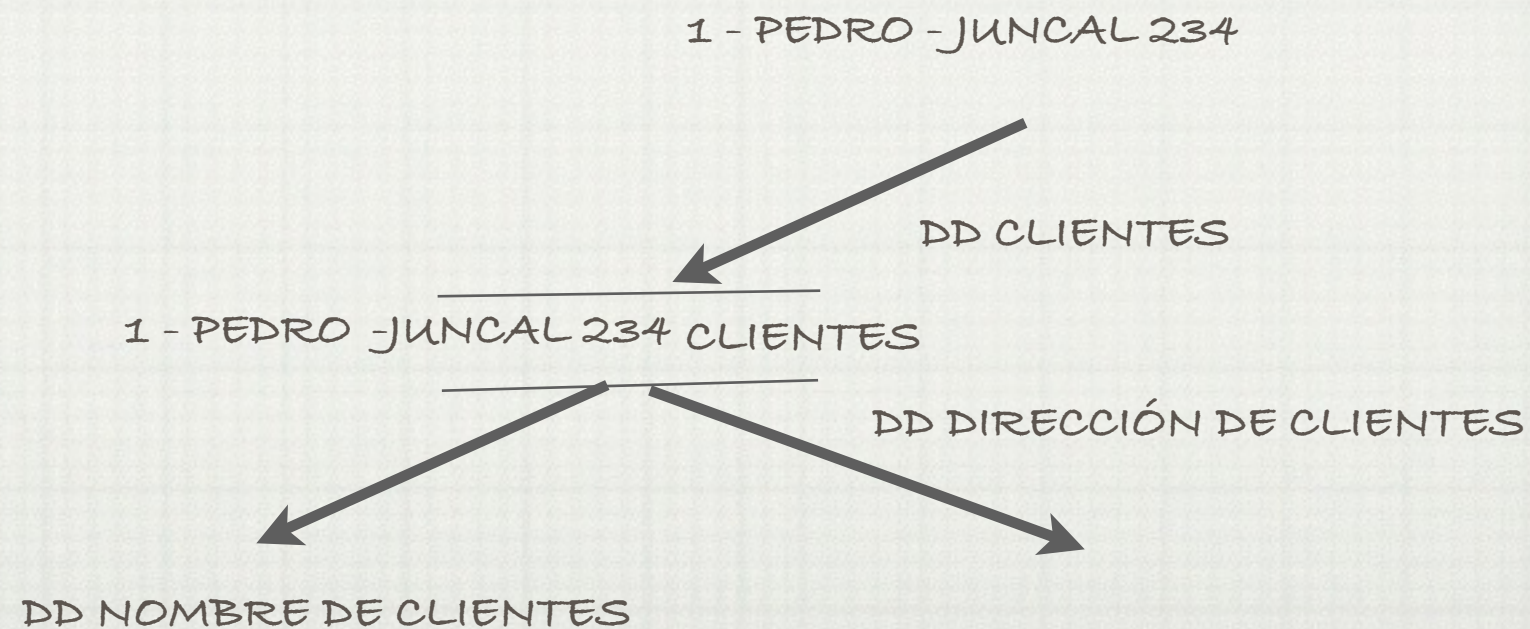 1 - PEDRO - JUNCAL 234
DD CLIENTES
1 - PEDRO -JUNCAL 234 CLIENTES
DD DIRECCIÓN DE CLIENTES
DD NOMBRE DE CLIENTES